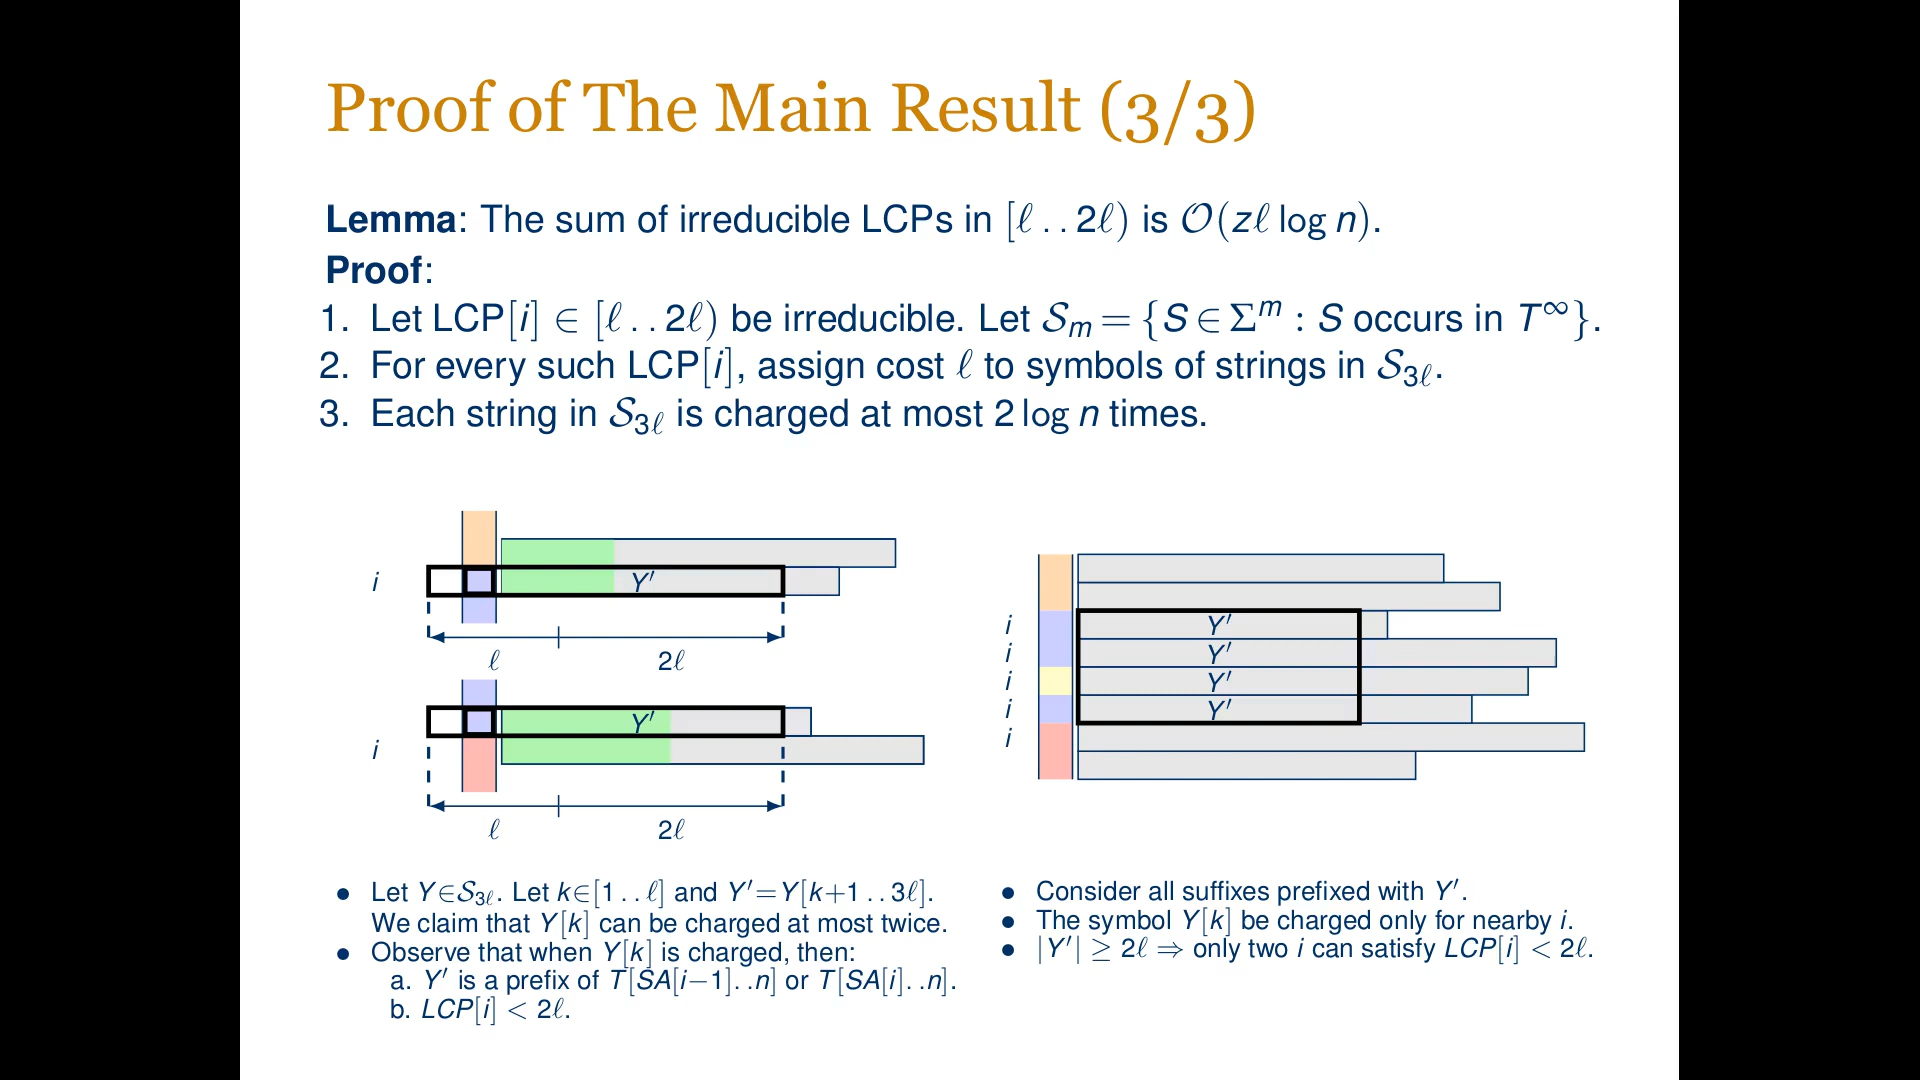 Proof of The Main Result (3/3)
Lemma: The sum of irreducible LCPs in [ℓ . . 2ℓ) is 𝒪(zℓ log n).
Proof:
1. Let LCP[i] ∈ [ℓ . . 2ℓ) be irreducible. Let 𝒮ₘ = {S ∈ Σᵐ : S occurs in T^∞}.
2. For every such LCP[i], assign cost ℓ to symbols of strings in 𝒮₃ℓ.
3. Each string in 𝒮₃ℓ is charged at most 2 log n times.
i Y′
ℓ 2ℓ
Y′
i
ℓ 2ℓ
i Y′
i Y′
i Y′
i Y′
i
● Let Y∈𝒮₃ℓ. Let k∈[1 . . ℓ] and Y′=Y[k+1 . . 3ℓ].
We claim that Y[k] can be charged at most twice.
● Observe that when Y[k] is charged, then:
a. Y′ is a prefix of T[SA[i−1]. .n] or T[SA[i]. .n].
b. LCP[i] < 2ℓ.
● Consider all suffixes prefixed with Y′.
● The symbol Y[k] be charged only for nearby i.
● |Y′| ≥ 2ℓ ⇒ only two i can satisfy LCP[i] < 2ℓ.